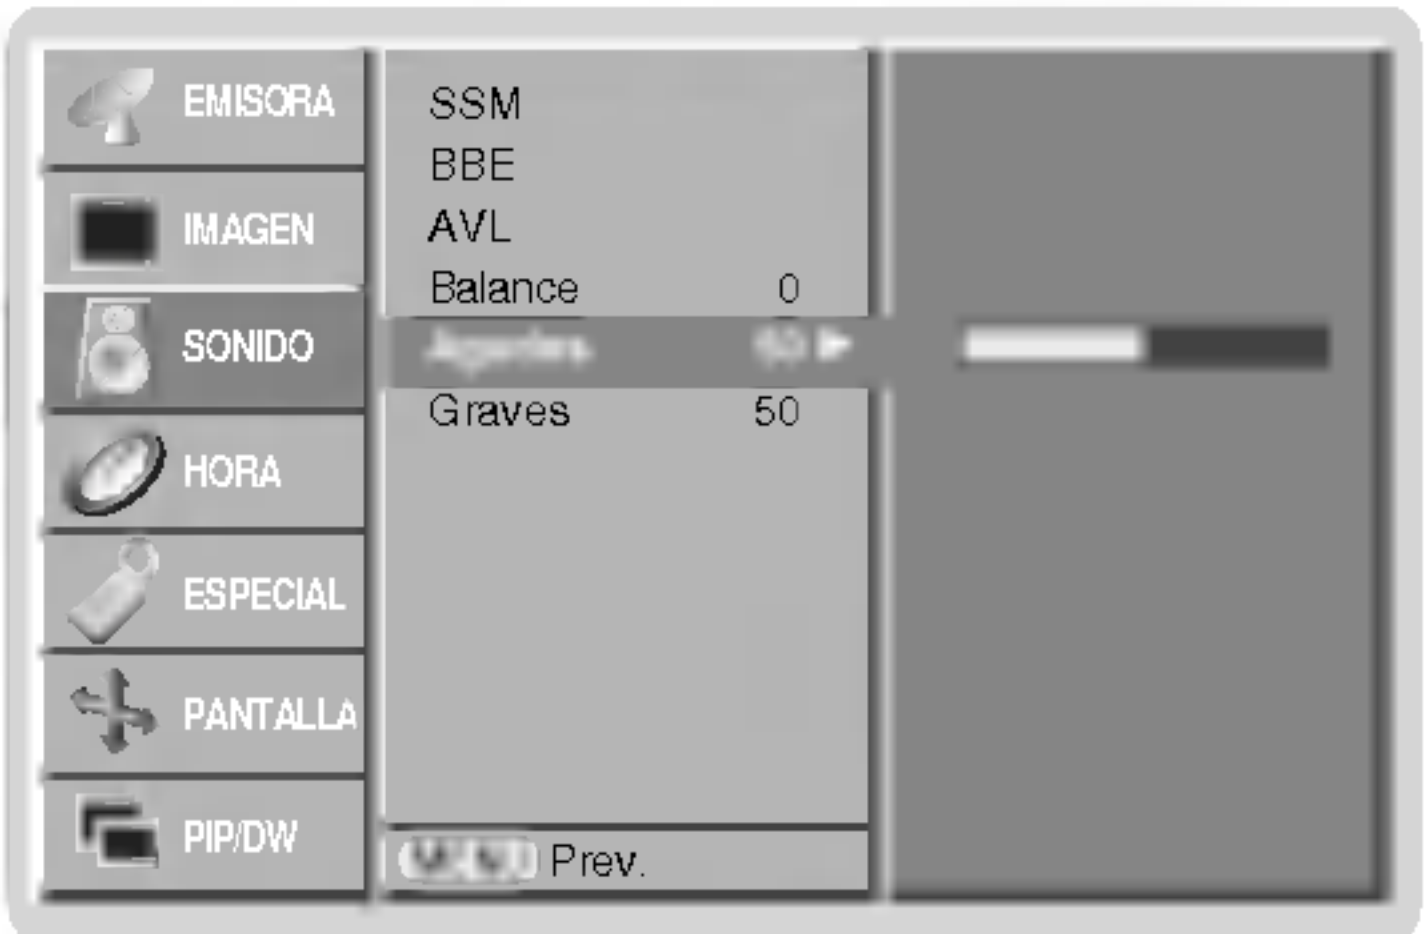 EMISORA
IMAGEN
SONIDO
HORA
ESPECIAL
PANTALLA
PIP/DW
SSM
BBE
AVL
Balance 0
Graves 50
Prev.